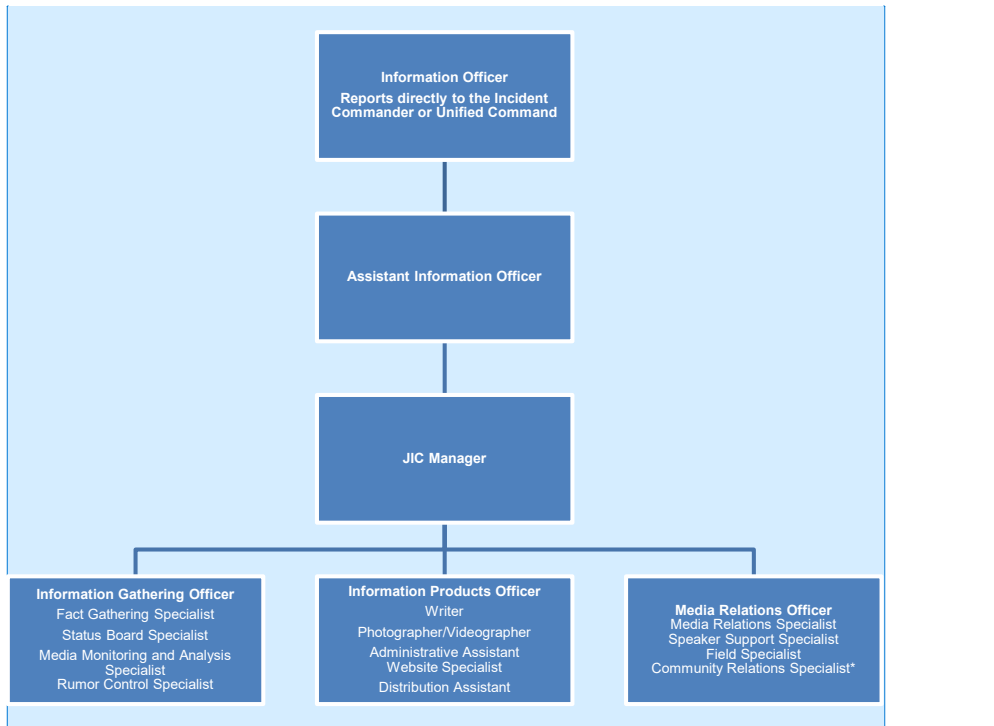 Information Officer
Reports directly to the Incident
Commander or Unified Command
Assistant Information Officer
JIC Manager
Information Gathering Officer
Fact Gathering Specialist
Status Board Specialist
Media Monitoring and Analysis
Specialist
Rumor Control Specialist
Information Products Officer
Writer
Photographer/Videographer
Administrative Assistant
Website Specialist
Distribution Assistant
Media Relations Officer
Media Relations Specialist
Speaker Support Specialist
Field Specialist
Community Relations Specialist*